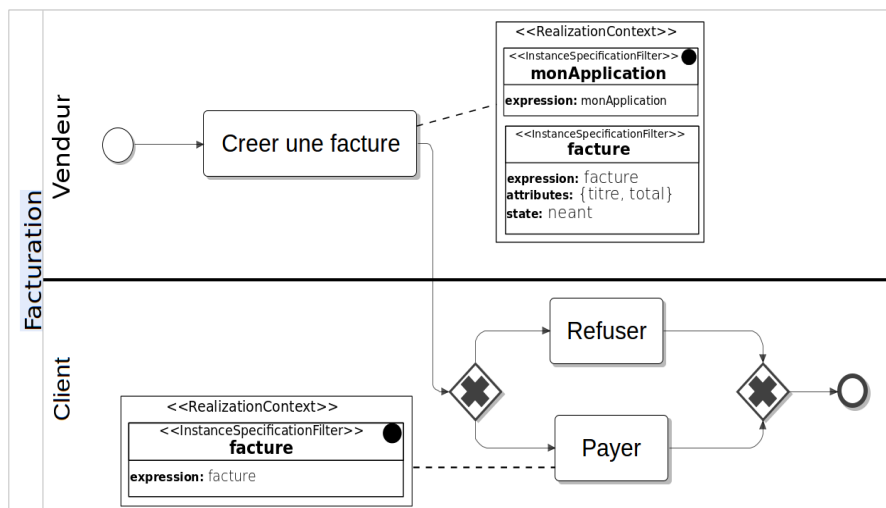 Facturation
Vendeur
Creer une facture
<<RealizationContext>>
<<InstanceSpecificationFilter>>
monApplication
expression: monApplication
<<InstanceSpecificationFilter>>
facture
expression: facture
attributes: {titre, total}
state: neant
Client
Refuser
Payer
<<RealizationContext>>
<<InstanceSpecificationFilter>>
facture
expression: facture